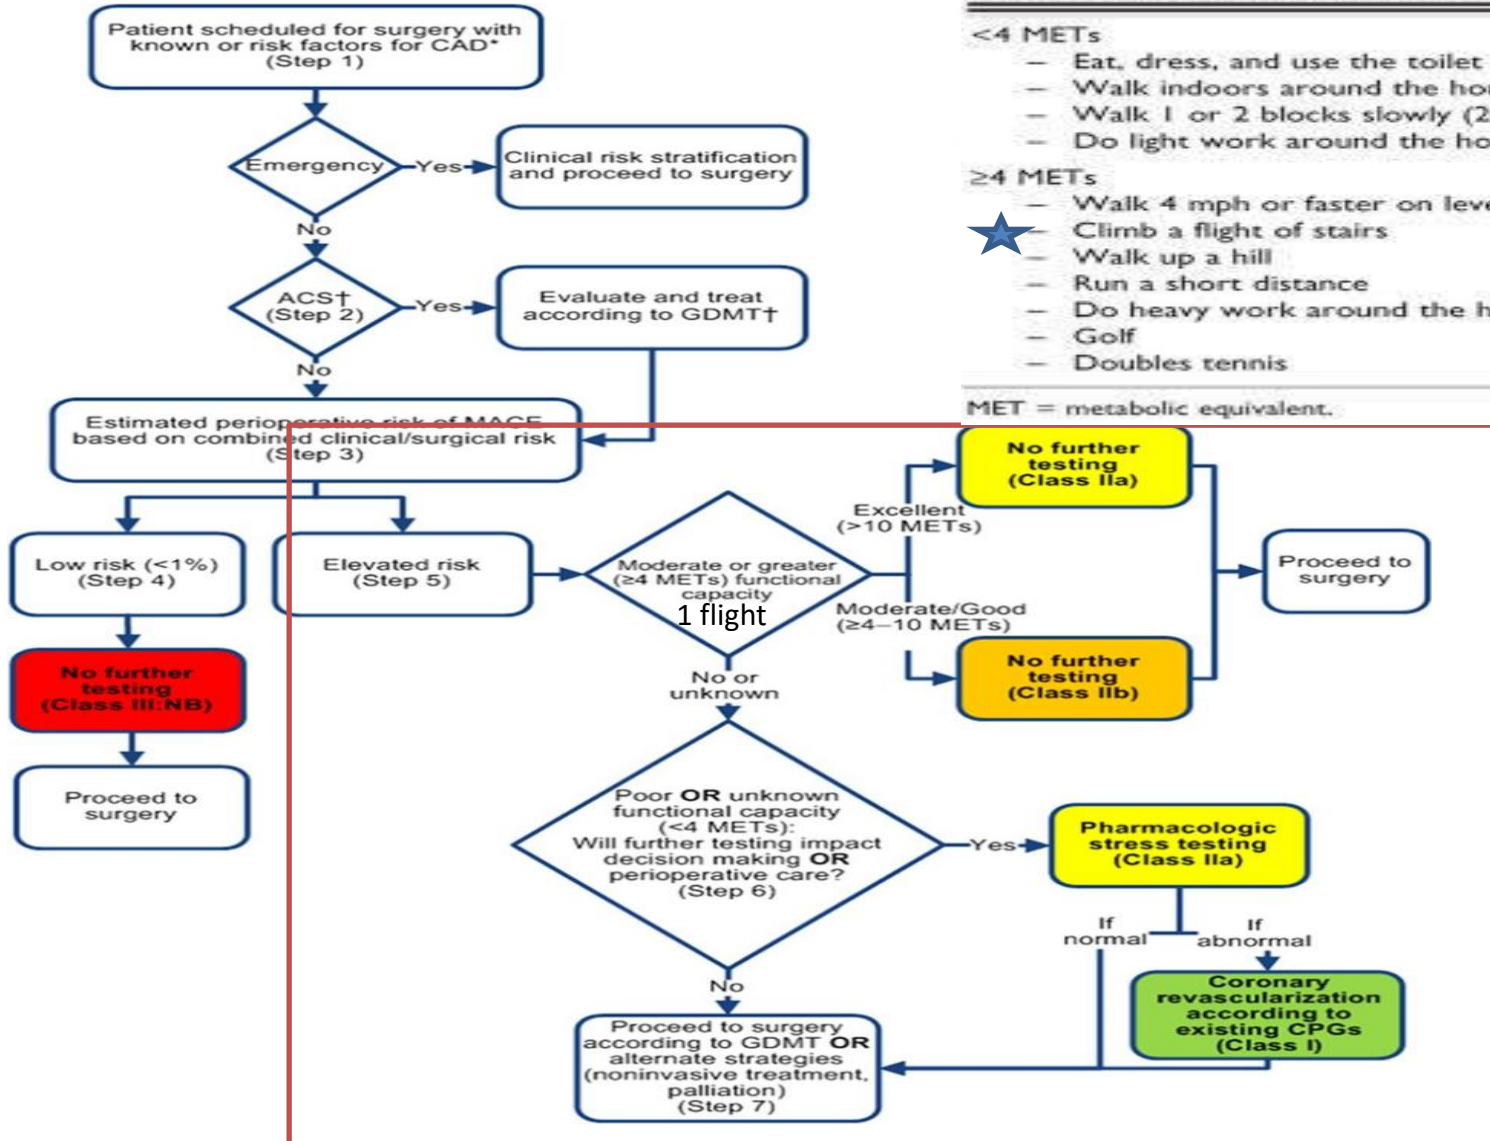 Patient scheduled for surgery with
known or risk factors for CAD*
(Step 1)
Emergency
Yes
Clinical risk stratification
and proceed to surgery
No
ACS†
(Step 2)
Yes
Evaluate and treat
according to GDMT†
No
Estimated perioperative risk of MACE
based on combined clinical/surgical risk
(Step 3)
<4 METs
– Eat, dress, and use the toilet
– Walk indoors around the
– Walk 1 or 2 blocks slowly (2
– Do light work around the
≥4 METs
– Walk 4 mph or faster on
– Climb a flight of stairs
– Walk up a hill
– Run a short distance
– Do heavy work around the
– Golf
– Doubles tennis
MET = metabolic equivalent.
Low risk (<1%)
(Step 4)
No further
testing
(Class III:NB)
Proceed to
surgery
Elevated risk
(Step 5)
Moderate or greater
(≥4 METs) functional
capacity
1 flight
Excellent
(>10 METs)
No further
testing
(Class IIa)
Moderate/Good
(≥4–10 METs)
No further
testing
(Class IIb)
Proceed to
surgery
No or
unknown
Poor OR unknown
functional capacity
(<4 METs):
Will further testing impact
decision making OR
perioperative care?
(Step 6)
Yes
Pharmacologic
stress testing
(Class IIa)
If
normal
If
abnormal
Coronary
revascularization
according to
existing CPGs
(Class I)
No
Proceed to surgery
according to GDMT OR
alternate strategies
(noninvasive treatment,
palliation)
(Step 7)